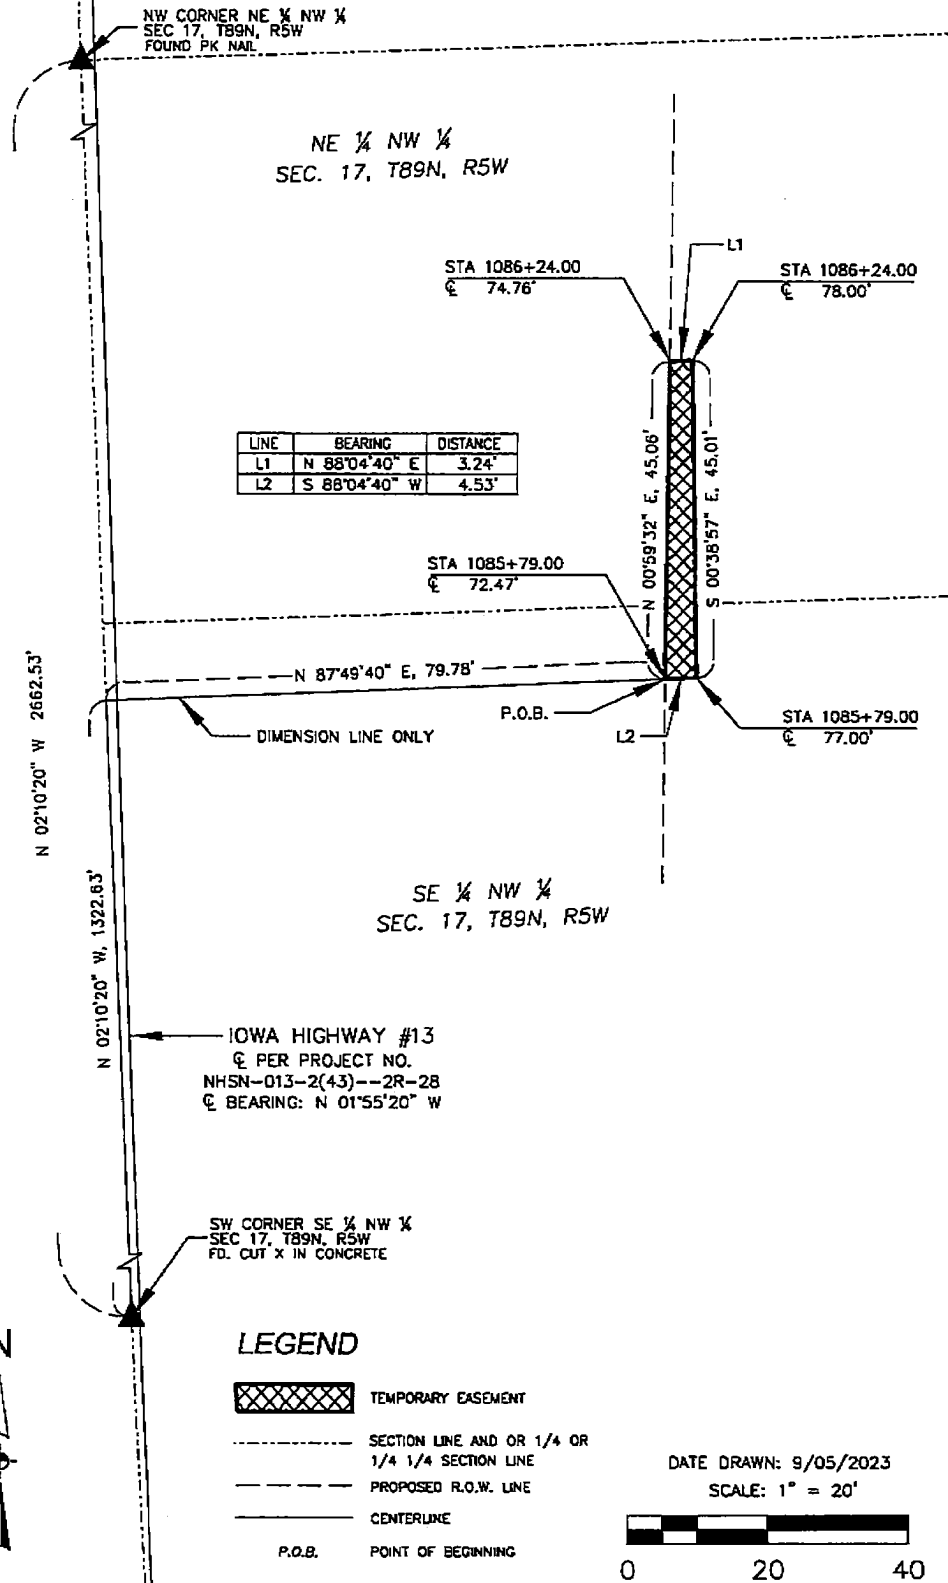 NW CORNER NE ¼ NW ¼
SEC 17, T89N, R5W
FOUND PK NAIL
NE ¼ NW ¼
SEC. 17, T89N, R5W
L1
STA 1086+24.00
℄ 74.76'
STA 1086+24.00
℄ 78.00'
LINE BEARING DISTANCE
L1 N 88°04'40" E 3.24'
L2 S 88°04'40" W 4.53'
N 00°59'32" E, 45.06'
S 00°38'57" E, 45.01'
STA 1085+79.00
℄ 72.47'
N 87°49'40" E, 79.78'
P.O.B.
L2
STA 1085+79.00
℄ 77.00'
DIMENSION LINE ONLY
N 02°10'20" W 2662.53'
N 02°10'20" W, 1322.63'
SE ¼ NW ¼
SEC. 17, T89N, R5W
IOWA HIGHWAY #13
℄ PER PROJECT NO.
NHSN-013-2(43)--2R-28
℄ BEARING: N 01°55'20" W
SW CORNER SE ¼ NW ¼
SEC 17, T89N, R5W
FD. CUT X IN CONCRETE
LEGEND
TEMPORARY EASEMENT
SECTION LINE AND OR 1/4 OR
1/4 1/4 SECTION LINE
PROPOSED R.O.W. LINE
CENTERLINE
P.O.B. POINT OF BEGINNING
DATE DRAWN: 9/05/2023
SCALE: 1" = 20'
0 20 40